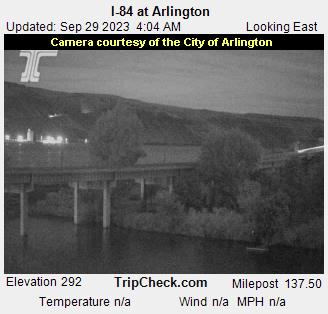 I-84 at Arlington
Updated: Sep 29 2023 4:04 AM Looking East
Camera courtesy of the City of Arlington
Elevation 292 TripCheck.com Milepost 137.50
Temperature n/a Wind n/a MPH n/a